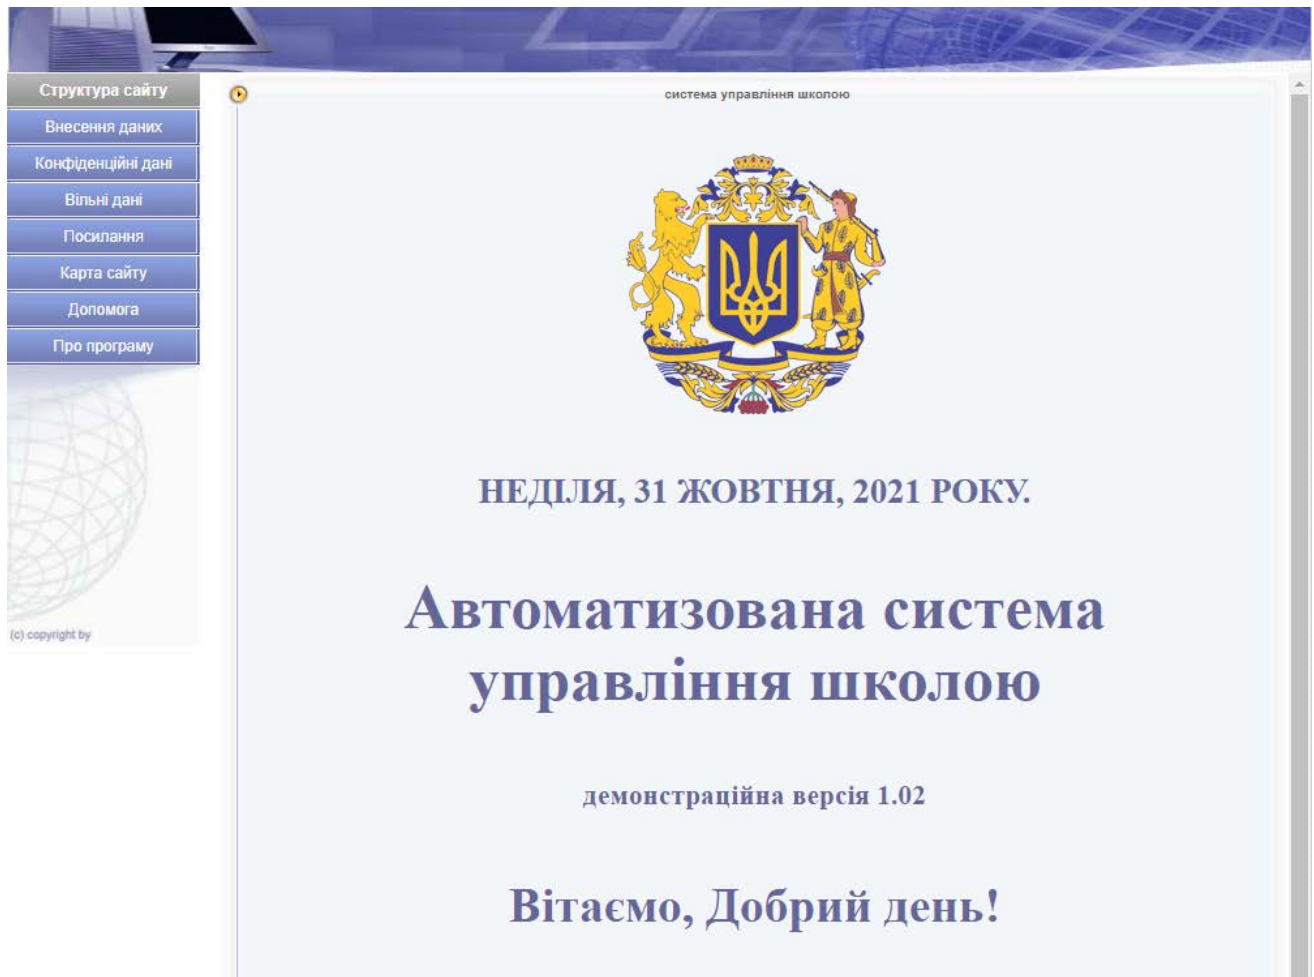 Структура сайту
Внесення даних
Конфіденційні дані
Вільні дані
Посилання
Карта сайту
Допомога
Про програму
(c) copyright by
система управління школою
НЕДІЛЯ, 31 ЖОВТНЯ, 2021 РОКУ.
Автоматизована система
управління школою
демонстраційна версія 1.02
Вітаємо, Добрий день!